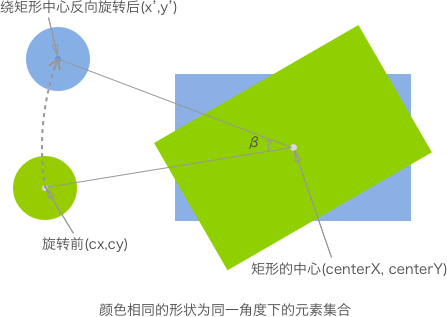 绕矩形中心反向旋转后(x’,y’)
β
旋转前(cx,cy)
矩形的中心(centerX, centerY)
颜色相同的形状为同一角度下的元素集合